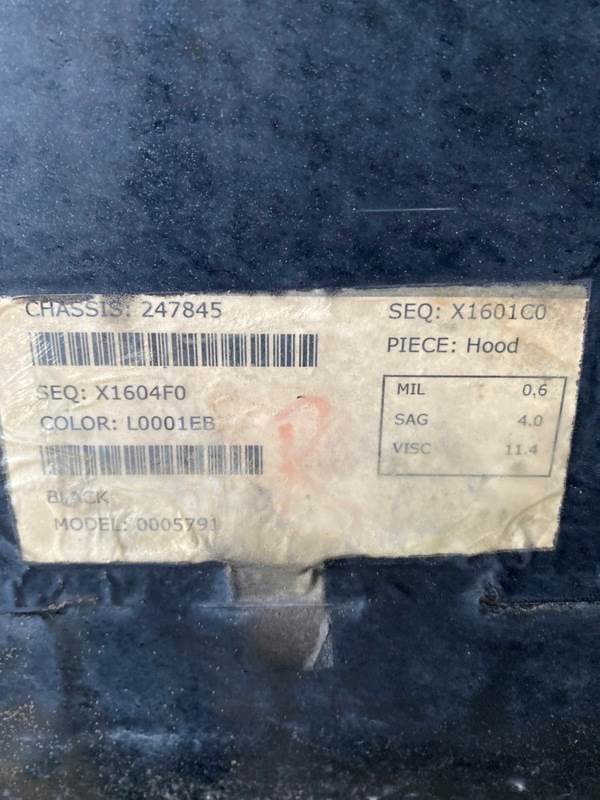 CHASSIS: 247845
SEQ: X1601C0
PIECE: Hood
SEQ: X1604F0
COLOR: L0001EB
MIL 0.6
SAG 4.0
VISC 11.4
BLACK
MODEL: 0005791
R